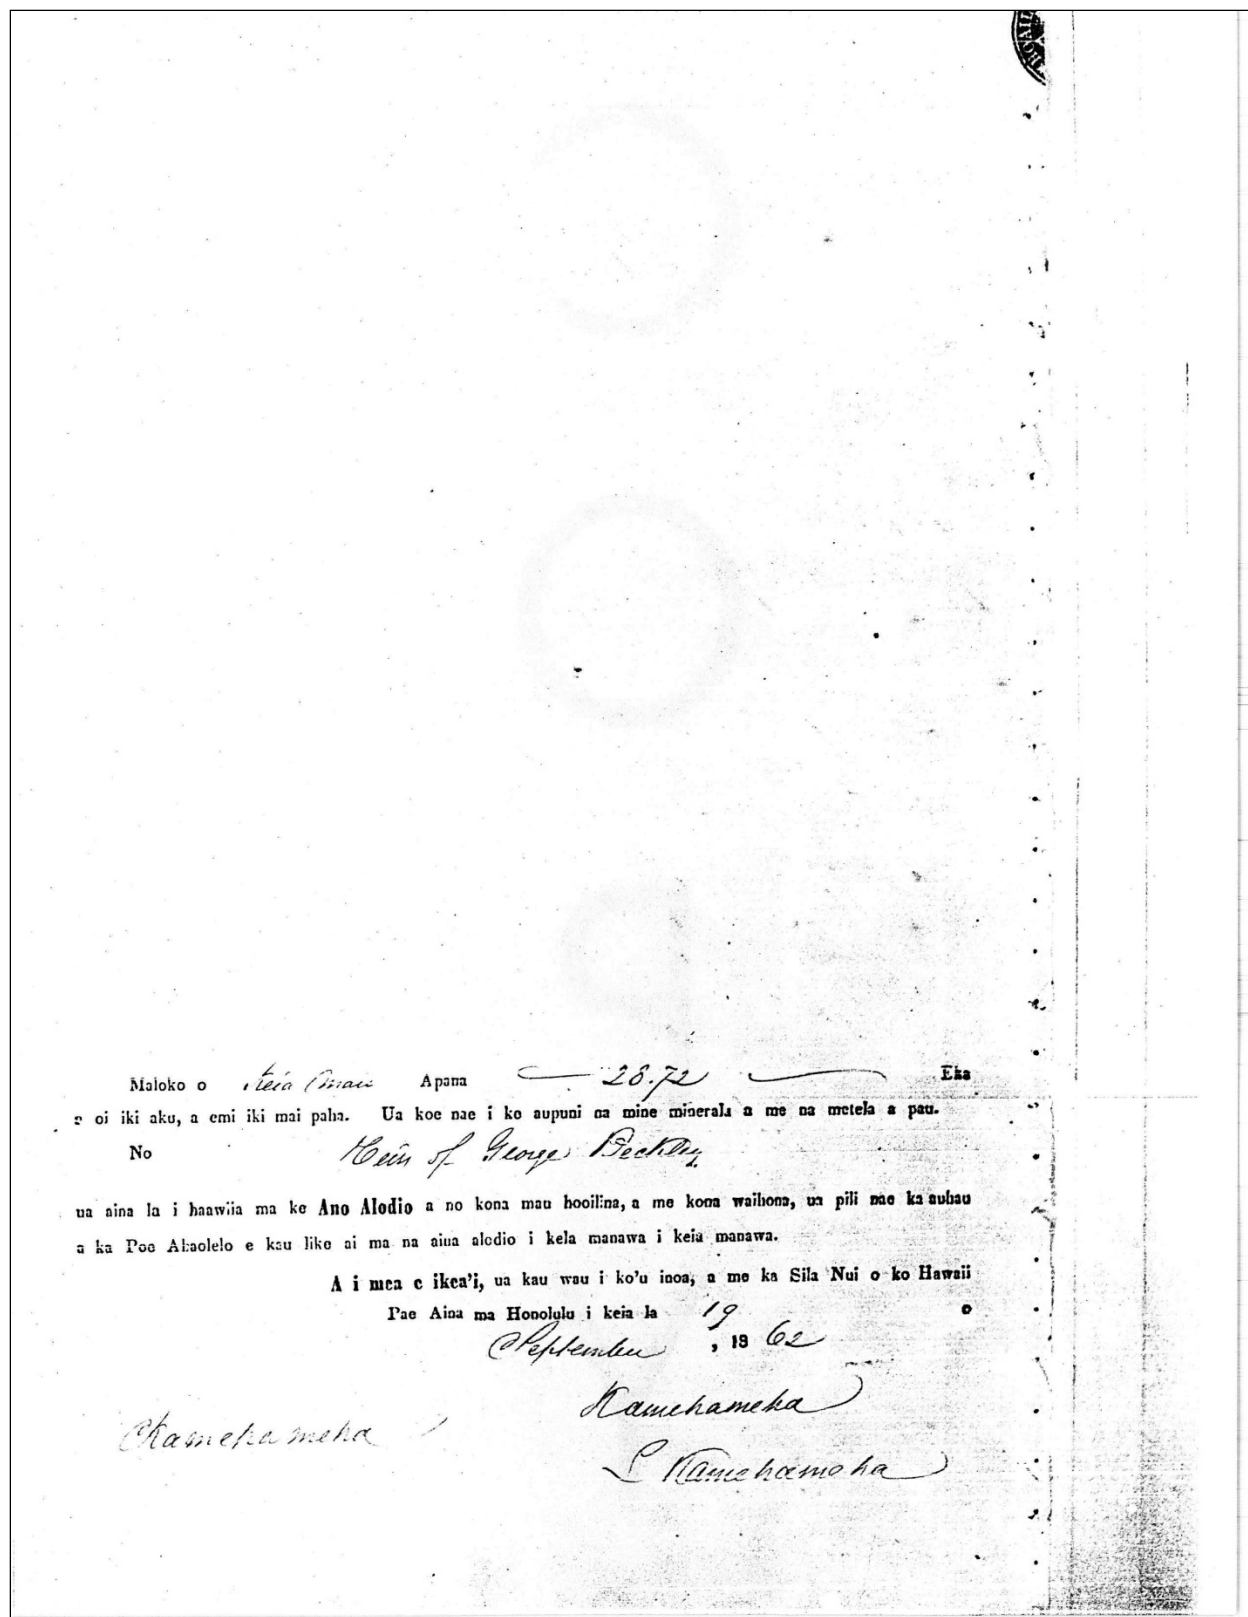 Maloko o Keia mau Apana 28.72 Eka
e oi iki aku, a emi iki mai paha. Ua koe nae i ke aupuni na mine minerala a me na metela a pau.
No Heirs of George Beckley
ua aina la i haawiia ma ke Ano Alodio a no kona mau hooilina, a me kona waihona, ua pili nae ka auhau
a ka Poe Ahaolelo e kau like ai ma na aina alodio i kela manawa i keia manawa.
A i mea e ikea'i, ua kau wau i ko'u inoa, a me ka Sila Nui o ko Hawaii
Pae Aina ma Honolulu i keia la 19 o
September , 18 62
Kamehameha
Kamehameha
L Kamehameha